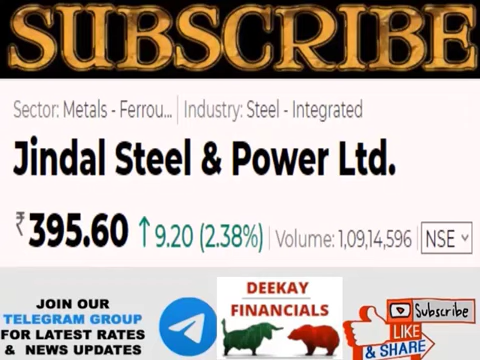 SUBSCRIBE
Sector: Metals - Ferrou... | Industry: Steel - Integrated
Jindal Steel & Power Ltd.
₹395.60 ↑9.20 (2.38%) | Volume: 1,09,14,596 NSE
JOIN OUR
TELEGRAM GROUP
FOR LATEST RATES
& NEWS UPDATES
DEEKAY
FINANCIALS
Subscribe
LIKE
& SHARE